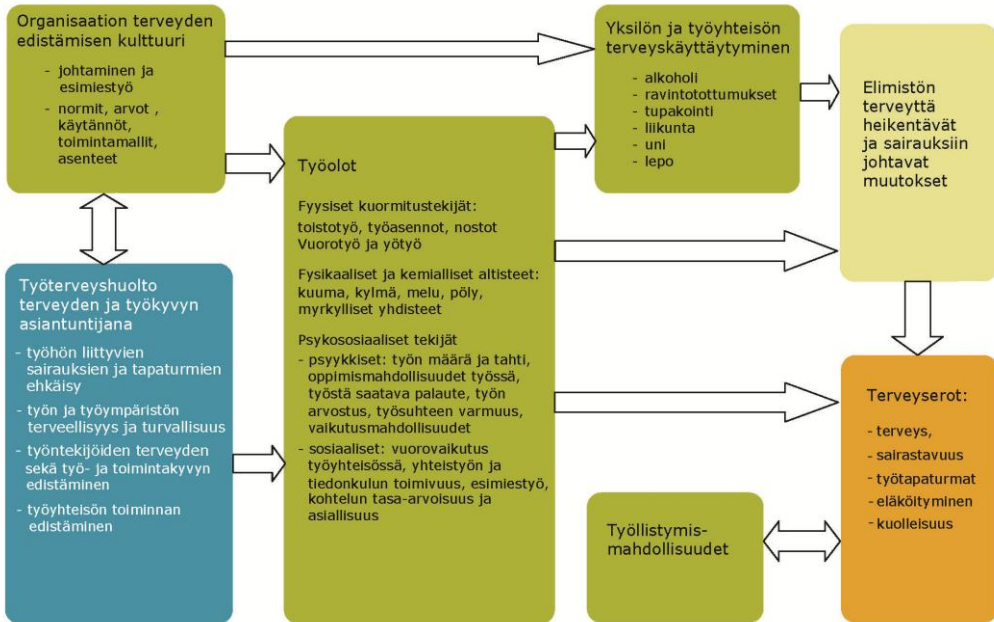 Organisaation terveyden
edistämisen kulttuuri
- johtaminen ja
esimiestyö
- normit, arvot ,
käytännöt,
toimintamallit,
asenteet
Työterveyshuolto
terveyden ja työkyvyn
asiantuntijana
- työhön liittyvien
sairauksien ja tapaturmien
ehkäisy
- työn ja työympäristön
terveellisyys ja turvallisuus
- työntekijöiden terveyden
sekä työ- ja toimintakyvyn
edistäminen
- työyhteisön toiminnan
edistäminen
Työolot
Fyysiset kuormitustekijät:
toistotyö, työasennot, nostot
Vuorotyö ja yötyö
Fysikaaliset ja kemialliset altisteet:
kuuma, kylmä, melu, pöly,
myrkylliset yhdisteet
Psykososiaaliset tekijät
- psyykkiset: työn määrä ja tahti,
oppimismahdollisuudet työssä,
työstä saatava palaute, työn
arvostus, työsuhteen varmuus,
vaikutusmahdollisuudet
- sosiaaliset: vuorovaikutus
työyhteisössä, yhteistyön ja
tiedonkulun toimivuus, esimiestyö,
kohtelun tasa-arvoisuus ja
asiallisuus
Yksilön ja työyhteisön
terveyskäyttäytyminen
- alkoholi
- ravintotottumukset
- tupakointi
- liikunta
- uni
- lepo
Elimistön
terveyttä
heikentävät
ja sairauksiin
johtavat
muutokset
Terveyserot:
- terveys,
- sairastavuus
- työtapaturmat
- eläköityminen
- kuolleisuus
Työllistymis-
mahdollisuudet